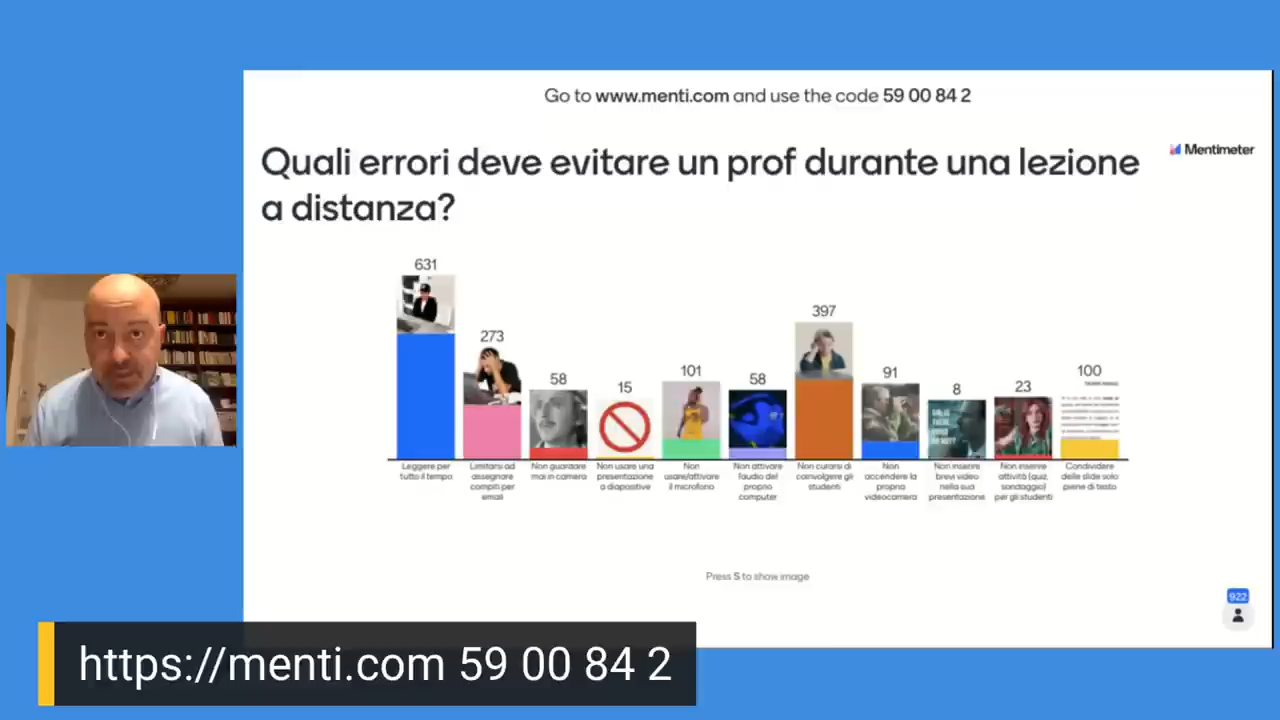 Go to www.menti.com and use the code 59 00 84 2
Mentimeter
Quali errori deve evitare un prof durante una lezione
a distanza?
631
273
58
15
101
58
397
91
8
23
100
Leggere per
tutto il tempo
Limitarsi ad
assegnare
compiti per
email
Non guardare
mai in camera
Non usare una
presentazione
a diapositive
Non
usare/attivare
il microfono
Non attivare
l'audio del
proprio
computer
Non curarsi di
coinvolgere gli
studenti
Non
accendere la
propria
videocamera
Non inserire
brevi video
nella sua
presentazione
Non inserire
attività (quiz,
sondaggio)
per gli studenti
Condividere
delle slide solo
piene di testo
Press S to show image
922
https://menti.com 59 00 84 2